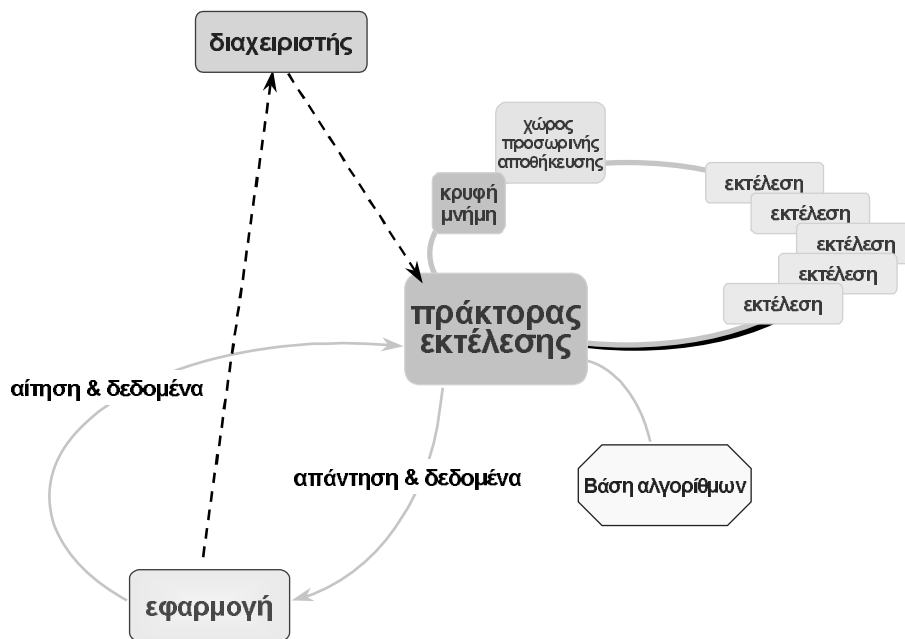 διαχειριστής
χώρος
προσωρινής
αποθήκευσης
κρυφή
μνήμη
εκτέλεση
εκτέλεση
εκτέλεση
εκτέλεση
εκτέλεση
πράκτορας
εκτέλεσης
αίτηση & δεδομένα
απάντηση & δεδομένα
Βάση αλγορίθμων
εφαρμογή